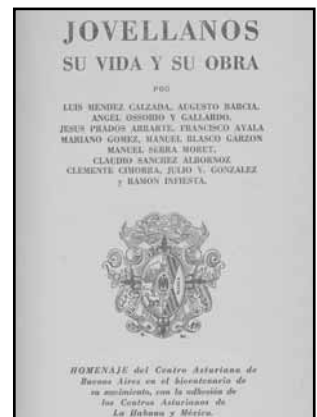 JOVELLANOS
SU VIDA Y SU OBRA
POR
LUIS MENDEZ CALZADA, AUGUSTO BARCIA,
ANGEL OSSORIO Y GALLARDO,
JESUS PRADOS ARRARTE, FRANCISCO AYALA
MARIANO GOMEZ, MANUEL BLASCO GARZON
MANUEL SERRA MORET,
CLAUDIO SANCHEZ ALBORNOZ
CLEMENTE CIMORRA, JULIO V. GONZALEZ
y RAMON INFIESTA.
HOMENAJE del Centro Asturiano de
Buenos Aires en el bicentenario de
su nacimiento, con la adhesión de
los Centros Asturianos de
La Habana y México.